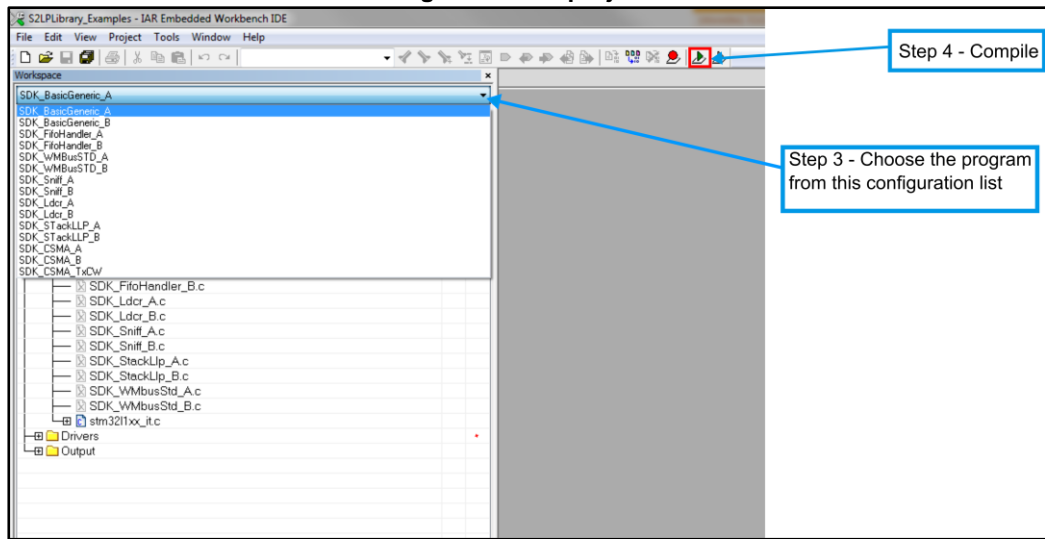 S2LPLibrary_Examples - IAR Embedded Workbench IDE
File Edit View Project Tools Window Help
Step 4 - Compile
Workspace
SDK_BasicGeneric_A
SDK_BasicGeneric_A
SDK_BasicGeneric_B
SDK_FifoHandler_A
SDK_FifoHandler_B
SDK_WMBusSTD_A
SDK_WMBusSTD_B
SDK_Sniff_A
SDK_Sniff_B
SDK_Ldcr_A
SDK_Ldcr_B
SDK_STackLLP_A
SDK_STackLLP_B
SDK_CSMA_A
SDK_CSMA_B
SDK_CSMA_TxCW
Step 3 - Choose the program
from this configuration list
SDK_FifoHandler_B.c
SDK_Ldcr_A.c
SDK_Ldcr_B.c
SDK_Sniff_A.c
SDK_Sniff_B.c
SDK_StackLlp_A.c
SDK_StackLlp_B.c
SDK_WMbusStd_A.c
SDK_WMbusStd_B.c
stm32l1xx_it.c
Drivers
Output